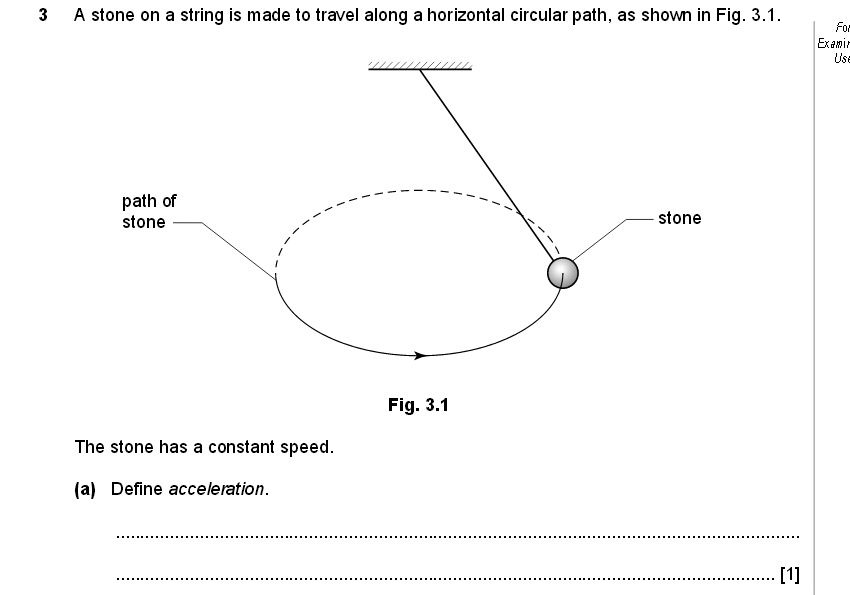 3 A stone on a string is made to travel along a horizontal circular path, as shown in Fig. 3.1.
For
Examin
Use
path of
stone
stone
Fig. 3.1
The stone has a constant speed.
(a) Define acceleration.
..........................................................................................................................................
..................................................................................................................................... [1]